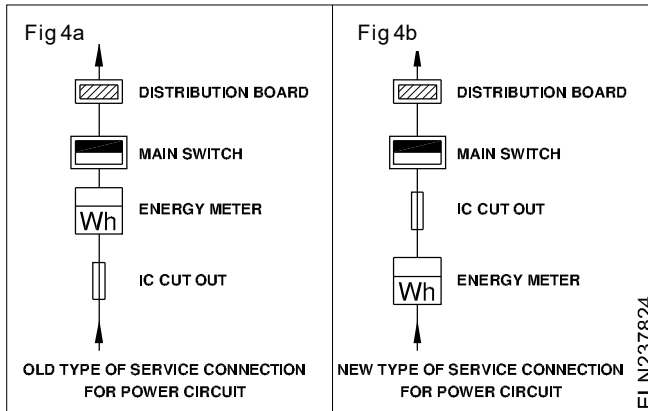 Fig 4a
DISTRIBUTION BOARD
MAIN SWITCH
Wh
ENERGY METER
IC CUT OUT
OLD TYPE OF SERVICE CONNECTION
FOR POWER CIRCUIT
Fig 4b
DISTRIBUTION BOARD
MAIN SWITCH
IC CUT OUT
Wh
ENERGY METER
NEW TYPE OF SERVICE CONNECTION
FOR POWER CIRCUIT
ELN237824